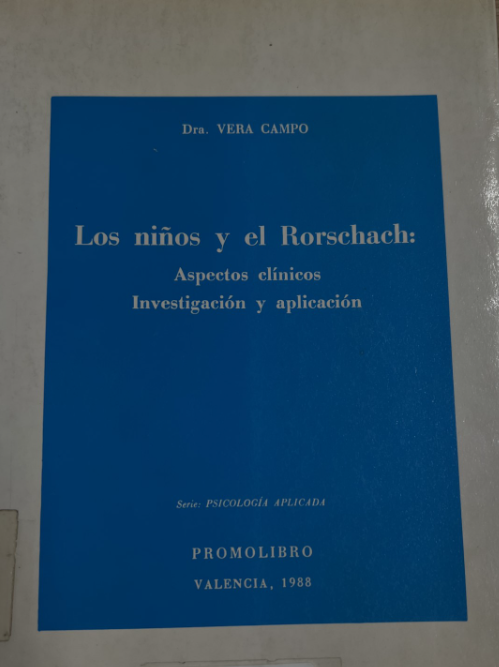 Dra. VERA CAMPO
Los niños y el Rorschach:
Aspectos clínicos
Investigación y aplicación
Serie: PSICOLOGÍA APLICADA
PROMOLIBRO
VALENCIA, 1988